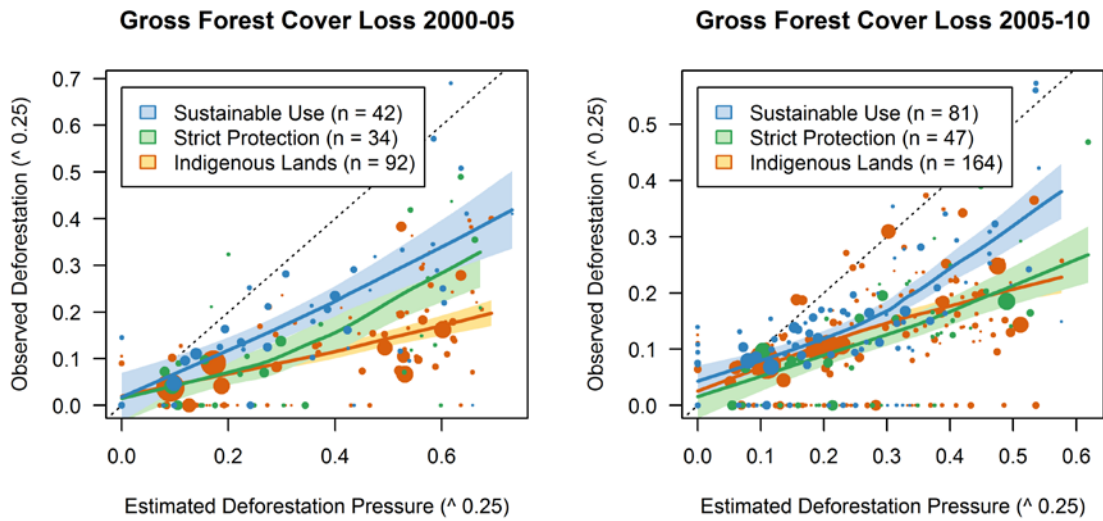 Gross Forest Cover Loss 2000-05
Observed Deforestation (^ 0.25)
0.7
0.6
0.5
0.4
0.3
0.2
0.1
0.0
Sustainable Use (n = 42)
Strict Protection (n = 34)
Indigenous Lands (n = 92)
0.0 0.2 0.4 0.6
Estimated Deforestation Pressure (^ 0.25)
Gross Forest Cover Loss 2005-10
Observed Deforestation (^ 0.25)
0.5
0.4
0.3
0.2
0.1
0.0
Sustainable Use (n = 81)
Strict Protection (n = 47)
Indigenous Lands (n = 164)
0.0 0.1 0.2 0.3 0.4 0.5 0.6
Estimated Deforestation Pressure (^ 0.25)